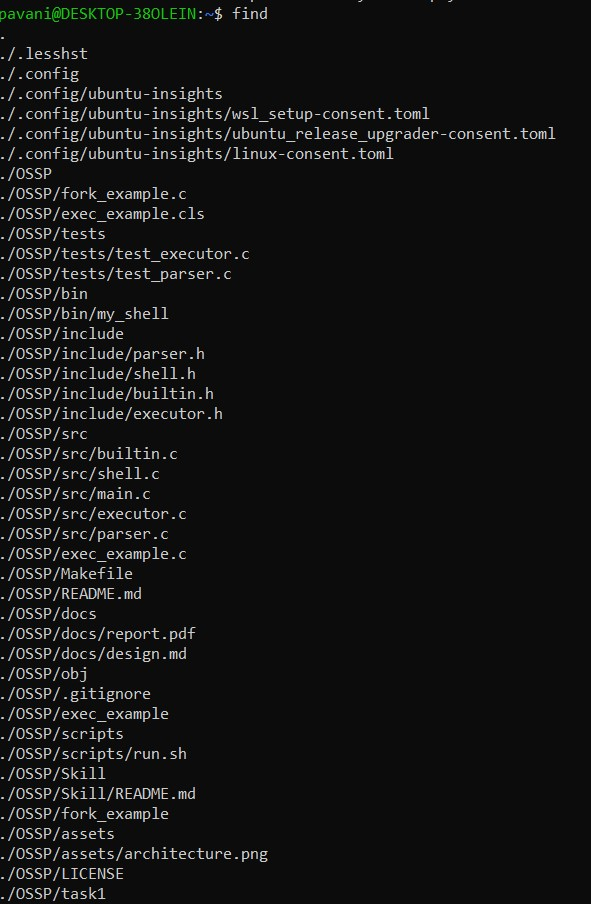 pavani@DESKTOP-38OLEIN:~$ find
.
./.lesshst
./.config
./.config/ubuntu-insights
./.config/ubuntu-insights/wsl_setup-consent.toml
./.config/ubuntu-insights/ubuntu_release_upgrader-consent.toml
./.config/ubuntu-insights/linux-consent.toml
./OSSP
./OSSP/fork_example.c
./OSSP/exec_example.cls
./OSSP/tests
./OSSP/tests/test_executor.c
./OSSP/tests/test_parser.c
./OSSP/bin
./OSSP/bin/my_shell
./OSSP/include
./OSSP/include/parser.h
./OSSP/include/shell.h
./OSSP/include/builtin.h
./OSSP/include/executor.h
./OSSP/src
./OSSP/src/builtin.c
./OSSP/src/shell.c
./OSSP/src/main.c
./OSSP/src/executor.c
./OSSP/src/parser.c
./OSSP/exec_example.c
./OSSP/Makefile
./OSSP/README.md
./OSSP/docs
./OSSP/docs/report.pdf
./OSSP/docs/design.md
./OSSP/obj
./OSSP/.gitignore
./OSSP/exec_example
./OSSP/scripts
./OSSP/scripts/run.sh
./OSSP/Skill
./OSSP/Skill/README.md
./OSSP/fork_example
./OSSP/assets
./OSSP/assets/architecture.png
./OSSP/LICENSE
./OSSP/task1